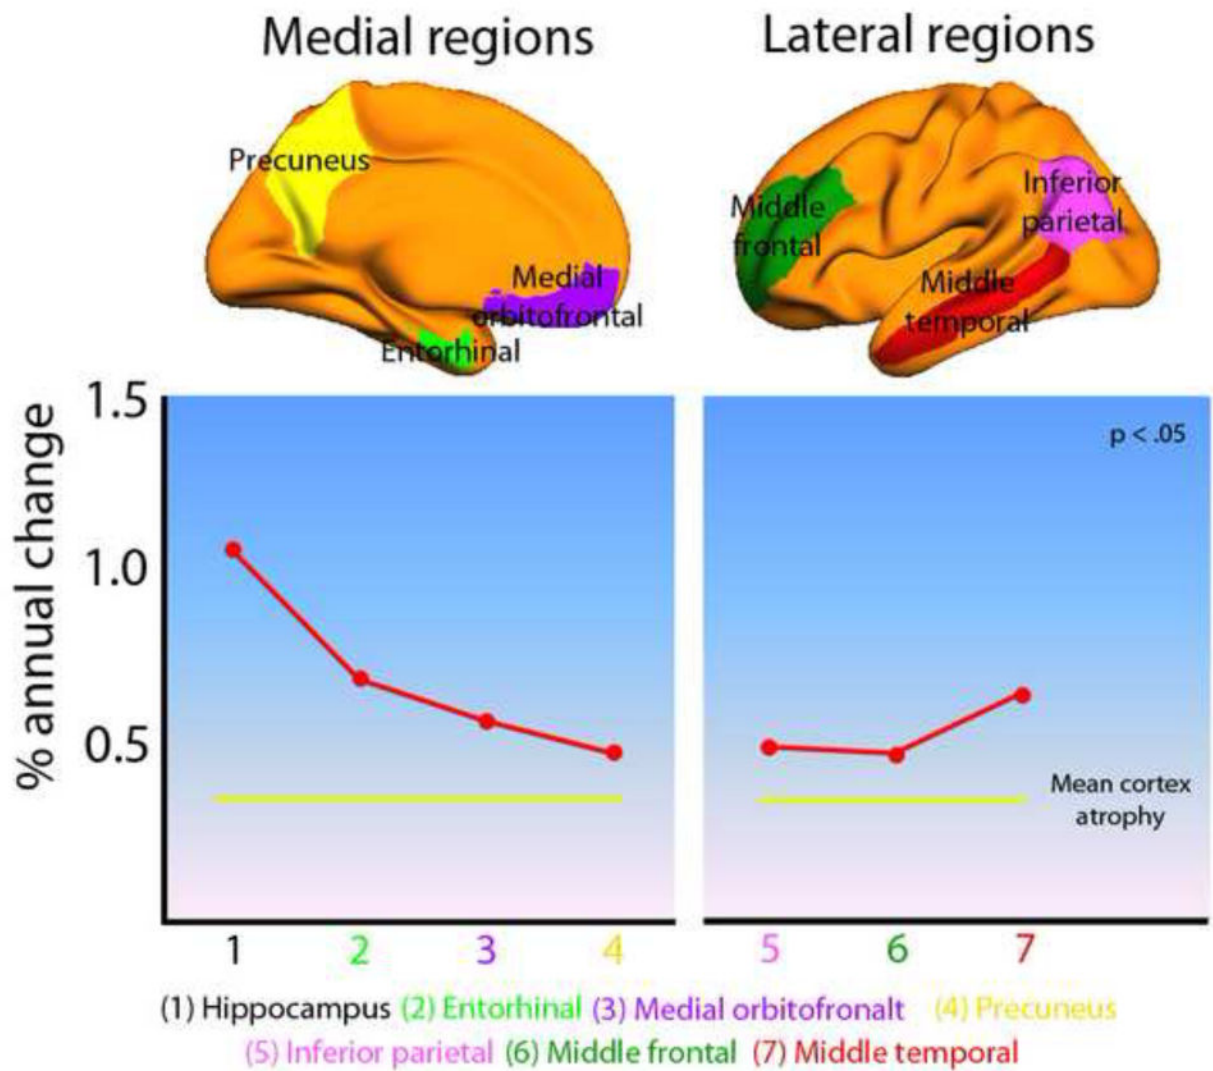 Medial regions
Lateral regions
Precuneus
Medial
orbitofrontal
Entorhinal
Middle
frontal
Inferior
parietal
Middle
temporal
% annual change
1.5
1.0
0.5
p < .05
Mean cortex
atrophy
1 2 3 4
5 6 7
(1) Hippocampus (2) Entorhinal (3) Medial orbitofronalt (4) Precuneus
(5) Inferior parietal (6) Middle frontal (7) Middle temporal